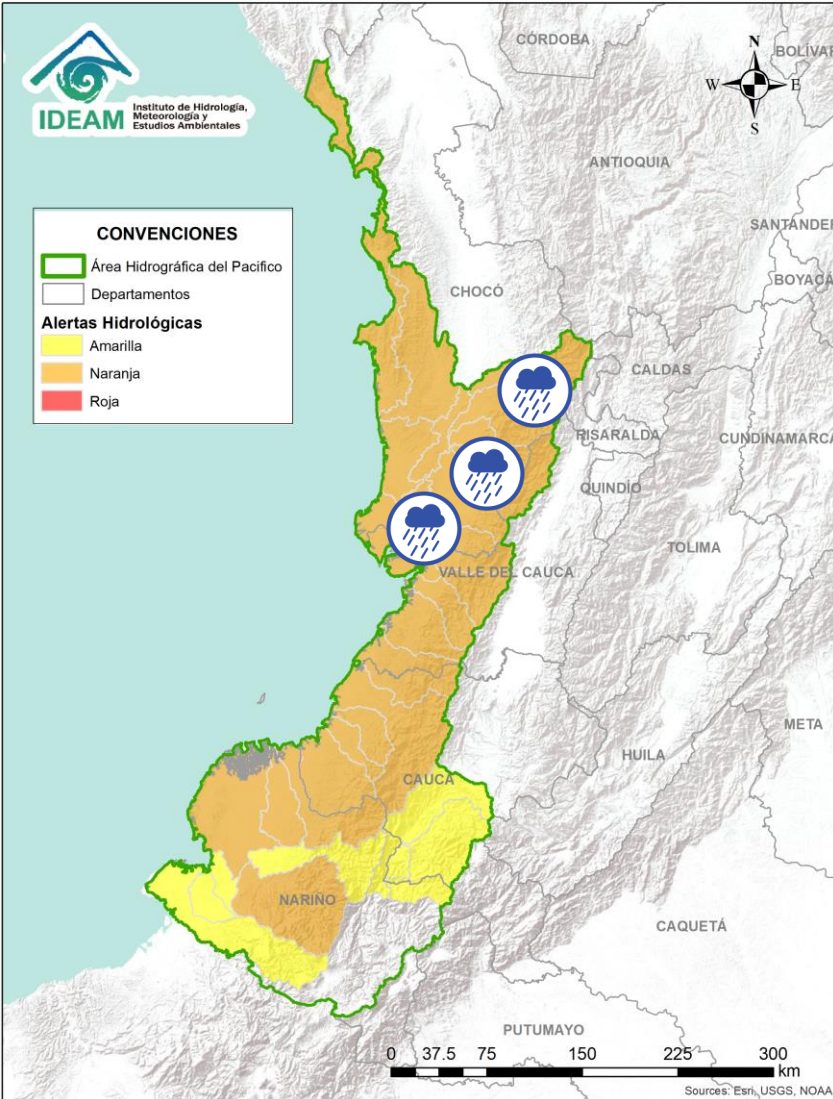 IDEAM
Instituto de Hidrología,
Meteorología y
Estudios Ambientales
CONVENCIONES
Área Hidrográfica del Pacifico
Departamentos
Alertas Hidrológicas
Amarilla
Naranja
Roja
N
W
E
S
CÓRDOBA
BOLÍVAR
ANTIOQUIA
SANTANDER
BOYACÁ
CHOCÓ
CALDAS
RISARALDA
CUNDINAMARCA
QUINDÍO
TOLIMA
VALLE DEL CAUCA
META
HUILA
CAUCA
NARIÑO
CAQUETÁ
PUTUMAYO
0 37.5 75 150 225 300
km
Sources: Esri, USGS, NOAA